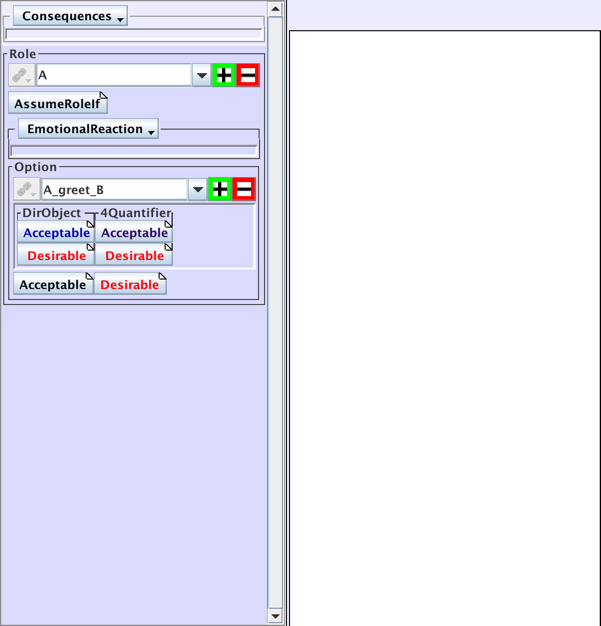 Consequences
Role
A
AssumeRoleIf
EmotionalReaction
Option
A_greet_B
DirObject 4Quantifier
Acceptable Acceptable
Desirable Desirable
Acceptable Desirable